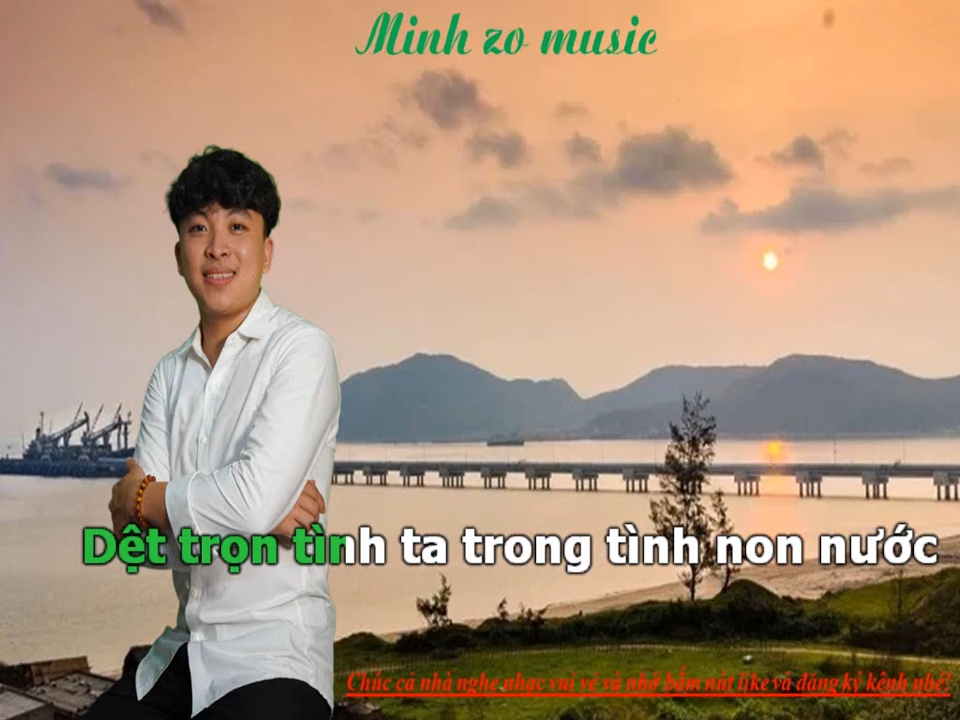 Minh zo music
Dệt trọn tình ta trong tình non nước
Chúc cả nhà nghe nhạc vui vẻ và nhớ bấm nút like và đăng ký kênh nhé!